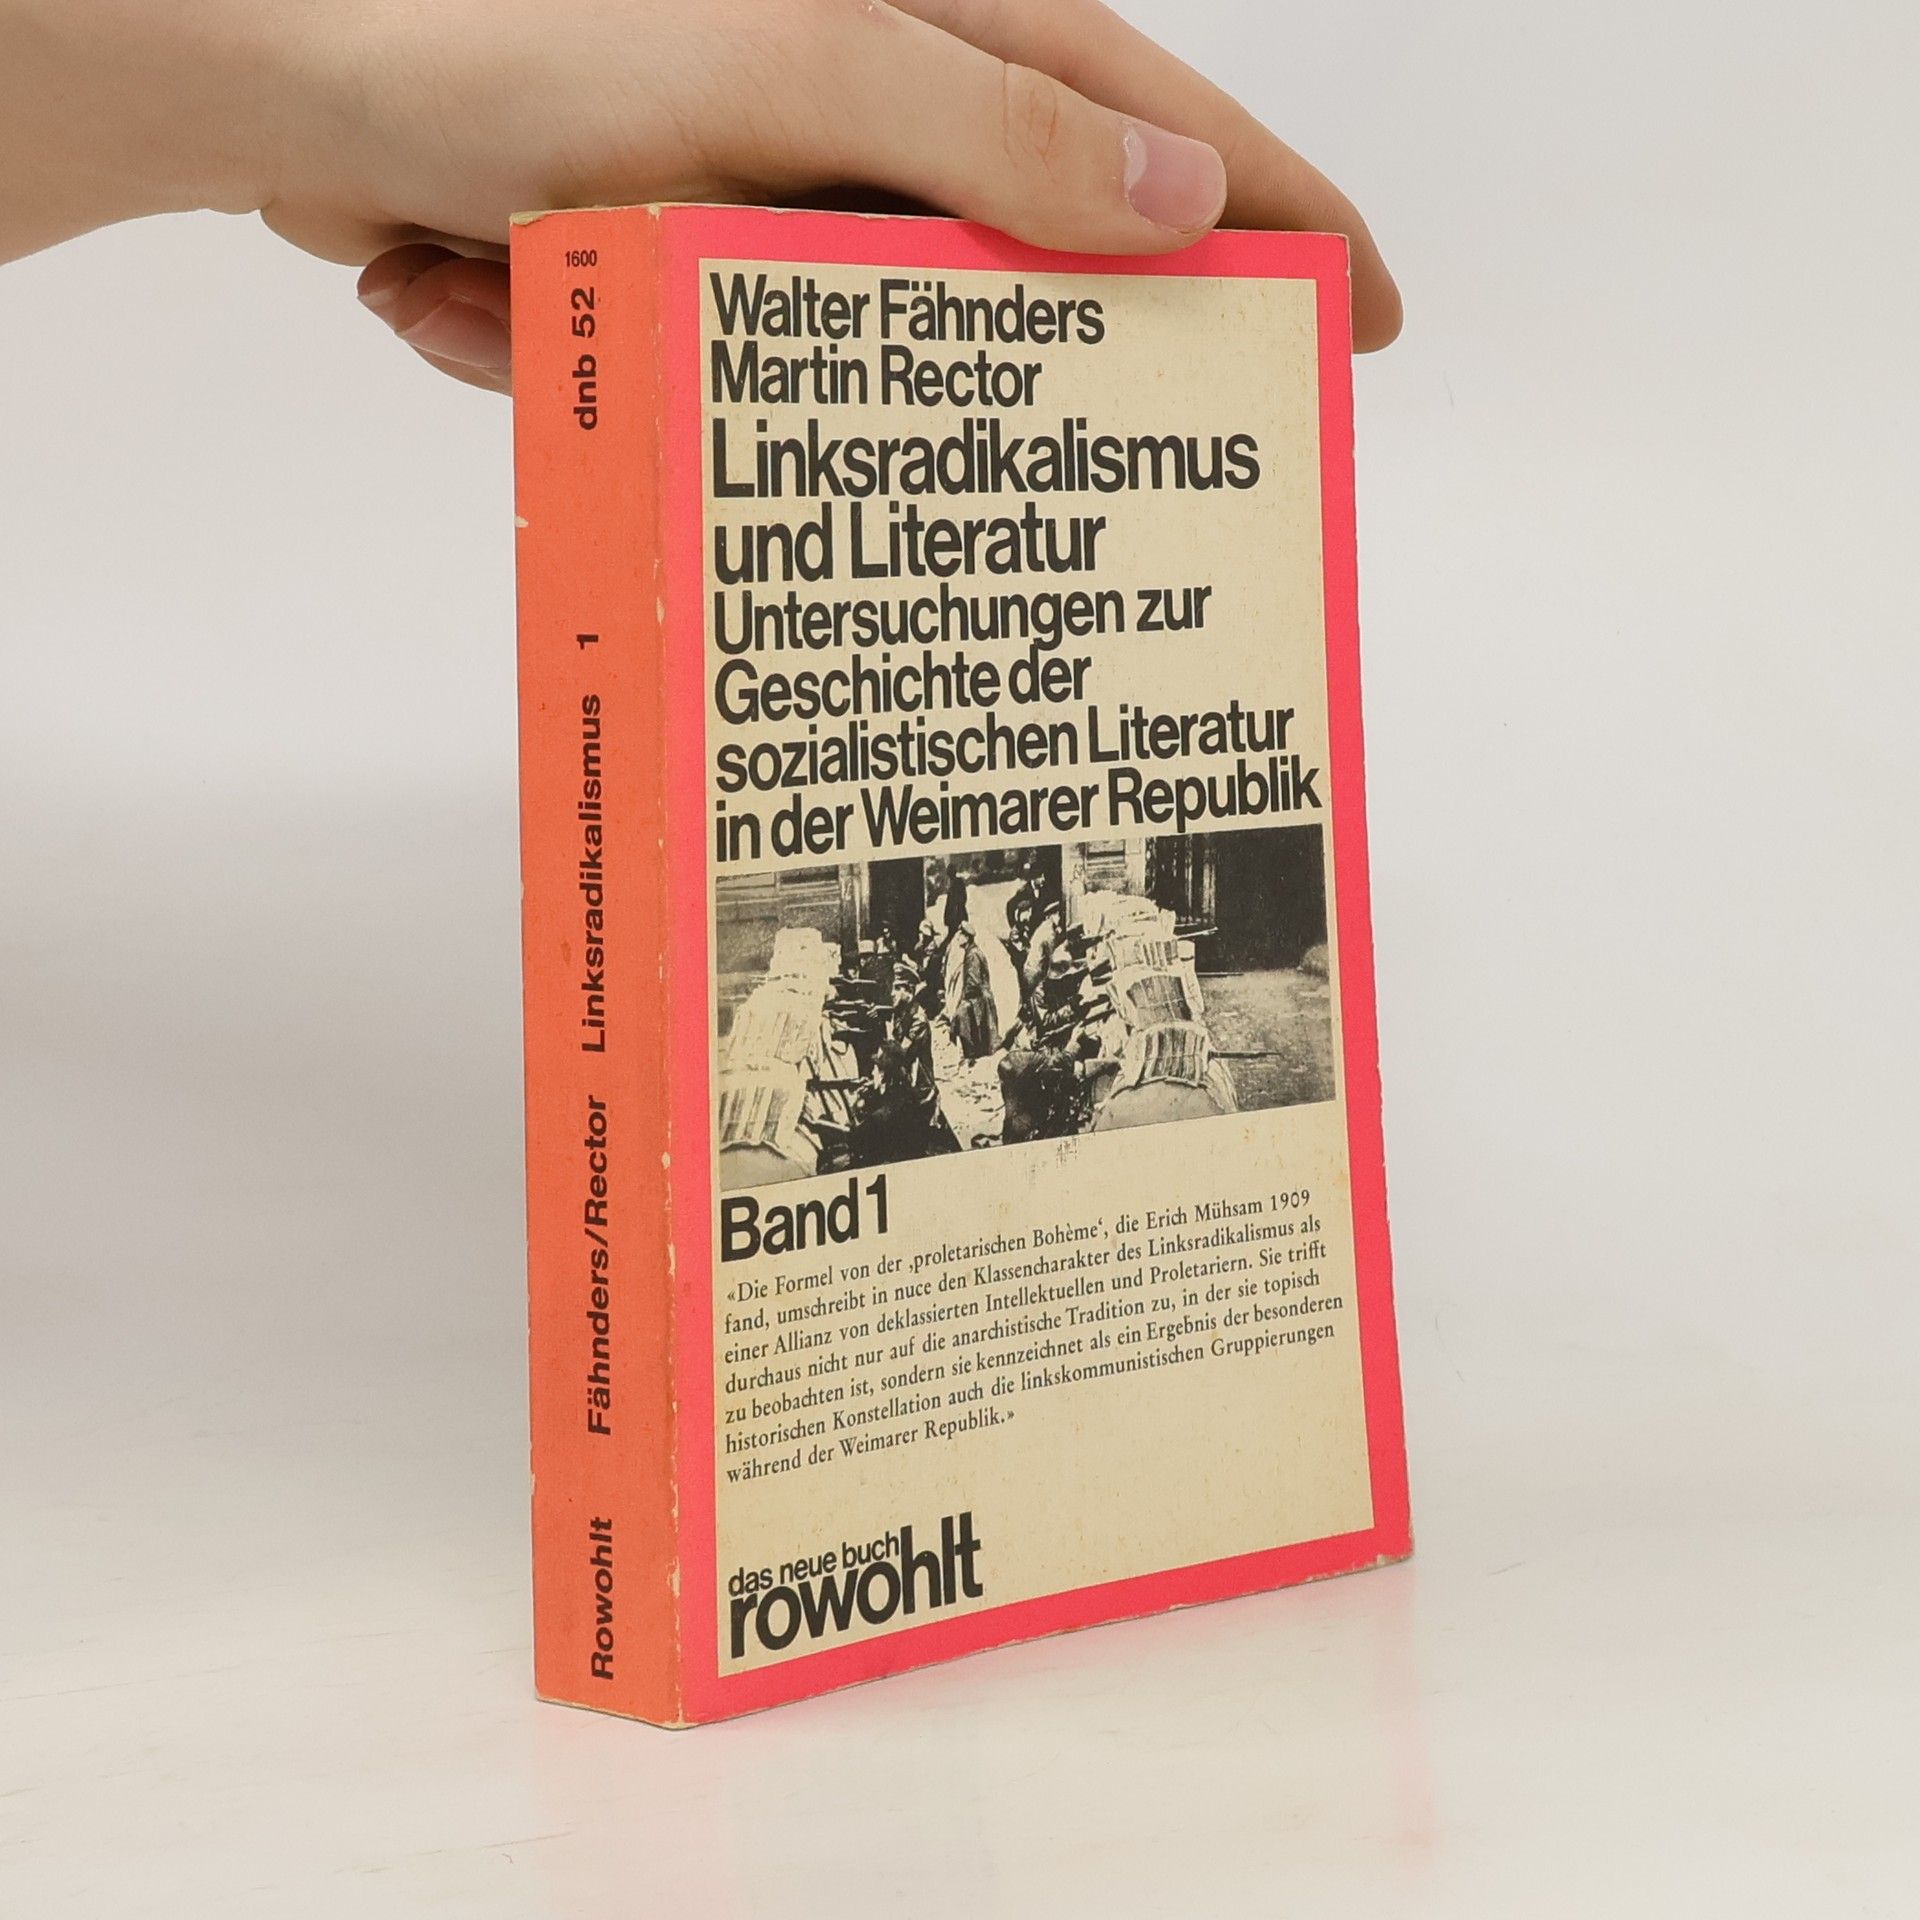 1600
dnb 52
Linksradikalismus 1
Fähnders/Rector
Rowohlt
Walter Fähnders
Martin Rector
Linksradikalismus
und Literatur
Untersuchungen zur
Geschichte der
sozialistischen Literatur
in der Weimarer Republik
Band 1
«Die Formel von der ‚proletarischen Bohème‘, die Erich Mühsam 1909
fand, umschreibt in nuce den Klassencharakter des Linksradikalismus als
einer Allianz von deklassierten Intellektuellen und Proletariern. Sie trifft
durchaus nicht nur auf die anarchistische Tradition zu, in der sie topisch
zu beobachten ist, sondern sie kennzeichnet als ein Ergebnis der besonderen
historischen Konstellation auch die linkskommunistischen Gruppierungen
während der Weimarer Republik.»
das neue buch
rowohlt